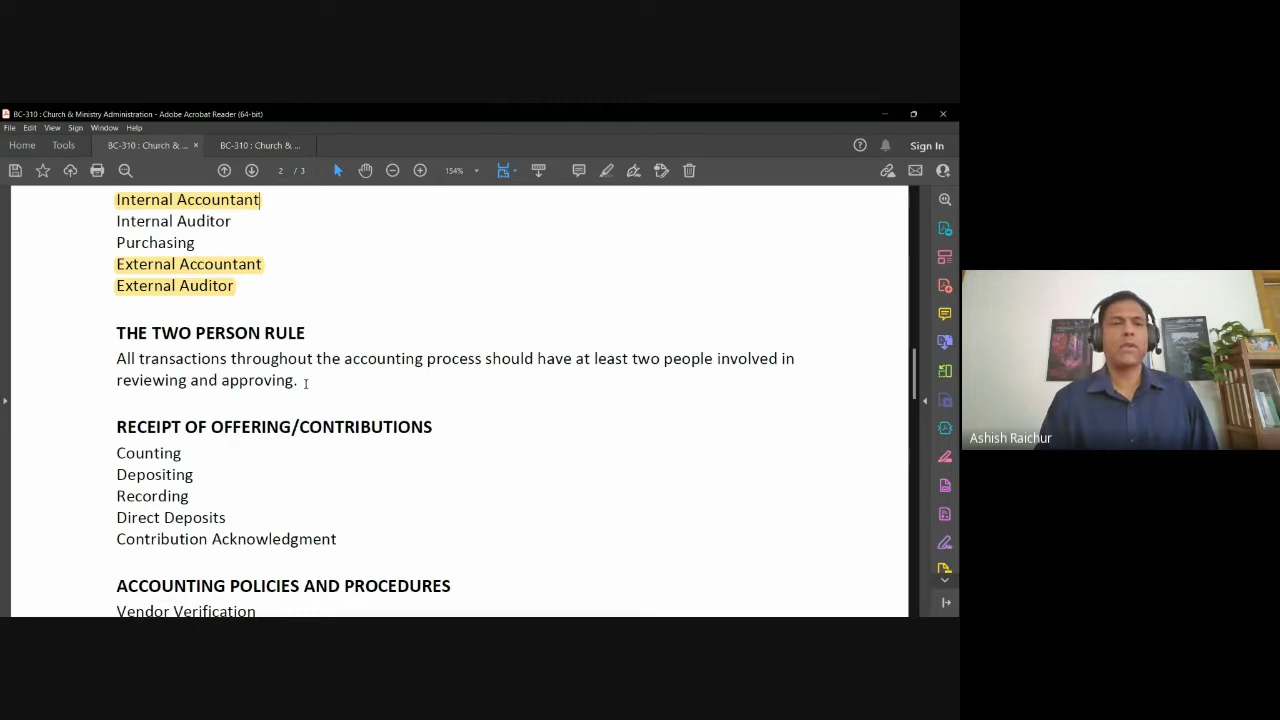 BC-310 : Church & Ministry Administration - Adobe Acrobat Reader (64-bit)
File Edit View Sign Window Help
Home Tools BC-310 : Church & ... × BC-310 : Church & ... Sign In
2 / 3 154%
Internal Accountant
Internal Auditor
Purchasing
External Accountant
External Auditor
THE TWO PERSON RULE
All transactions throughout the accounting process should have at least two people involved in
reviewing and approving.
RECEIPT OF OFFERING/CONTRIBUTIONS
Counting
Depositing
Recording
Direct Deposits
Contribution Acknowledgment
ACCOUNTING POLICIES AND PROCEDURES
Vendor Verification
Ashish Raichur